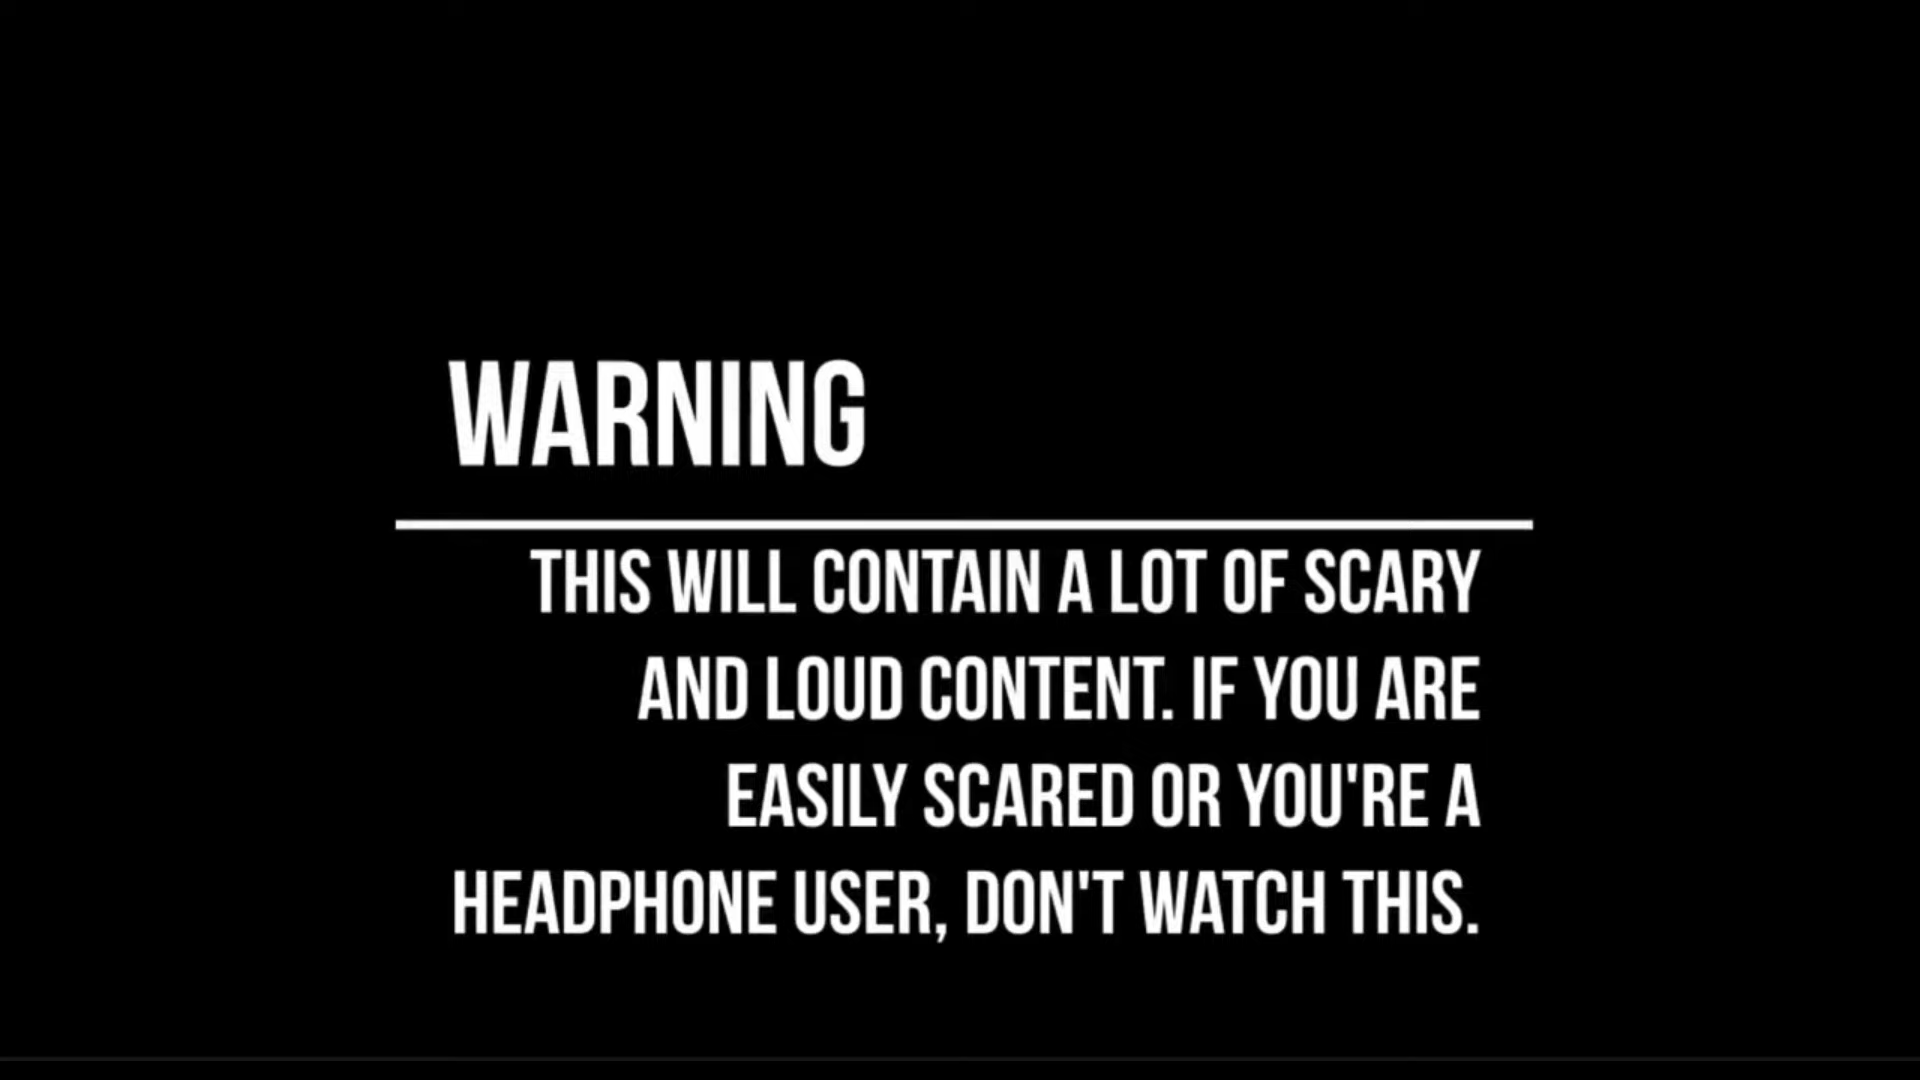 WARNING
THIS WILL CONTAIN A LOT OF SCARY
AND LOUD CONTENT. IF YOU ARE
EASILY SCARED OR YOU'RE A
HEADPHONE USER, DON'T WATCH THIS.